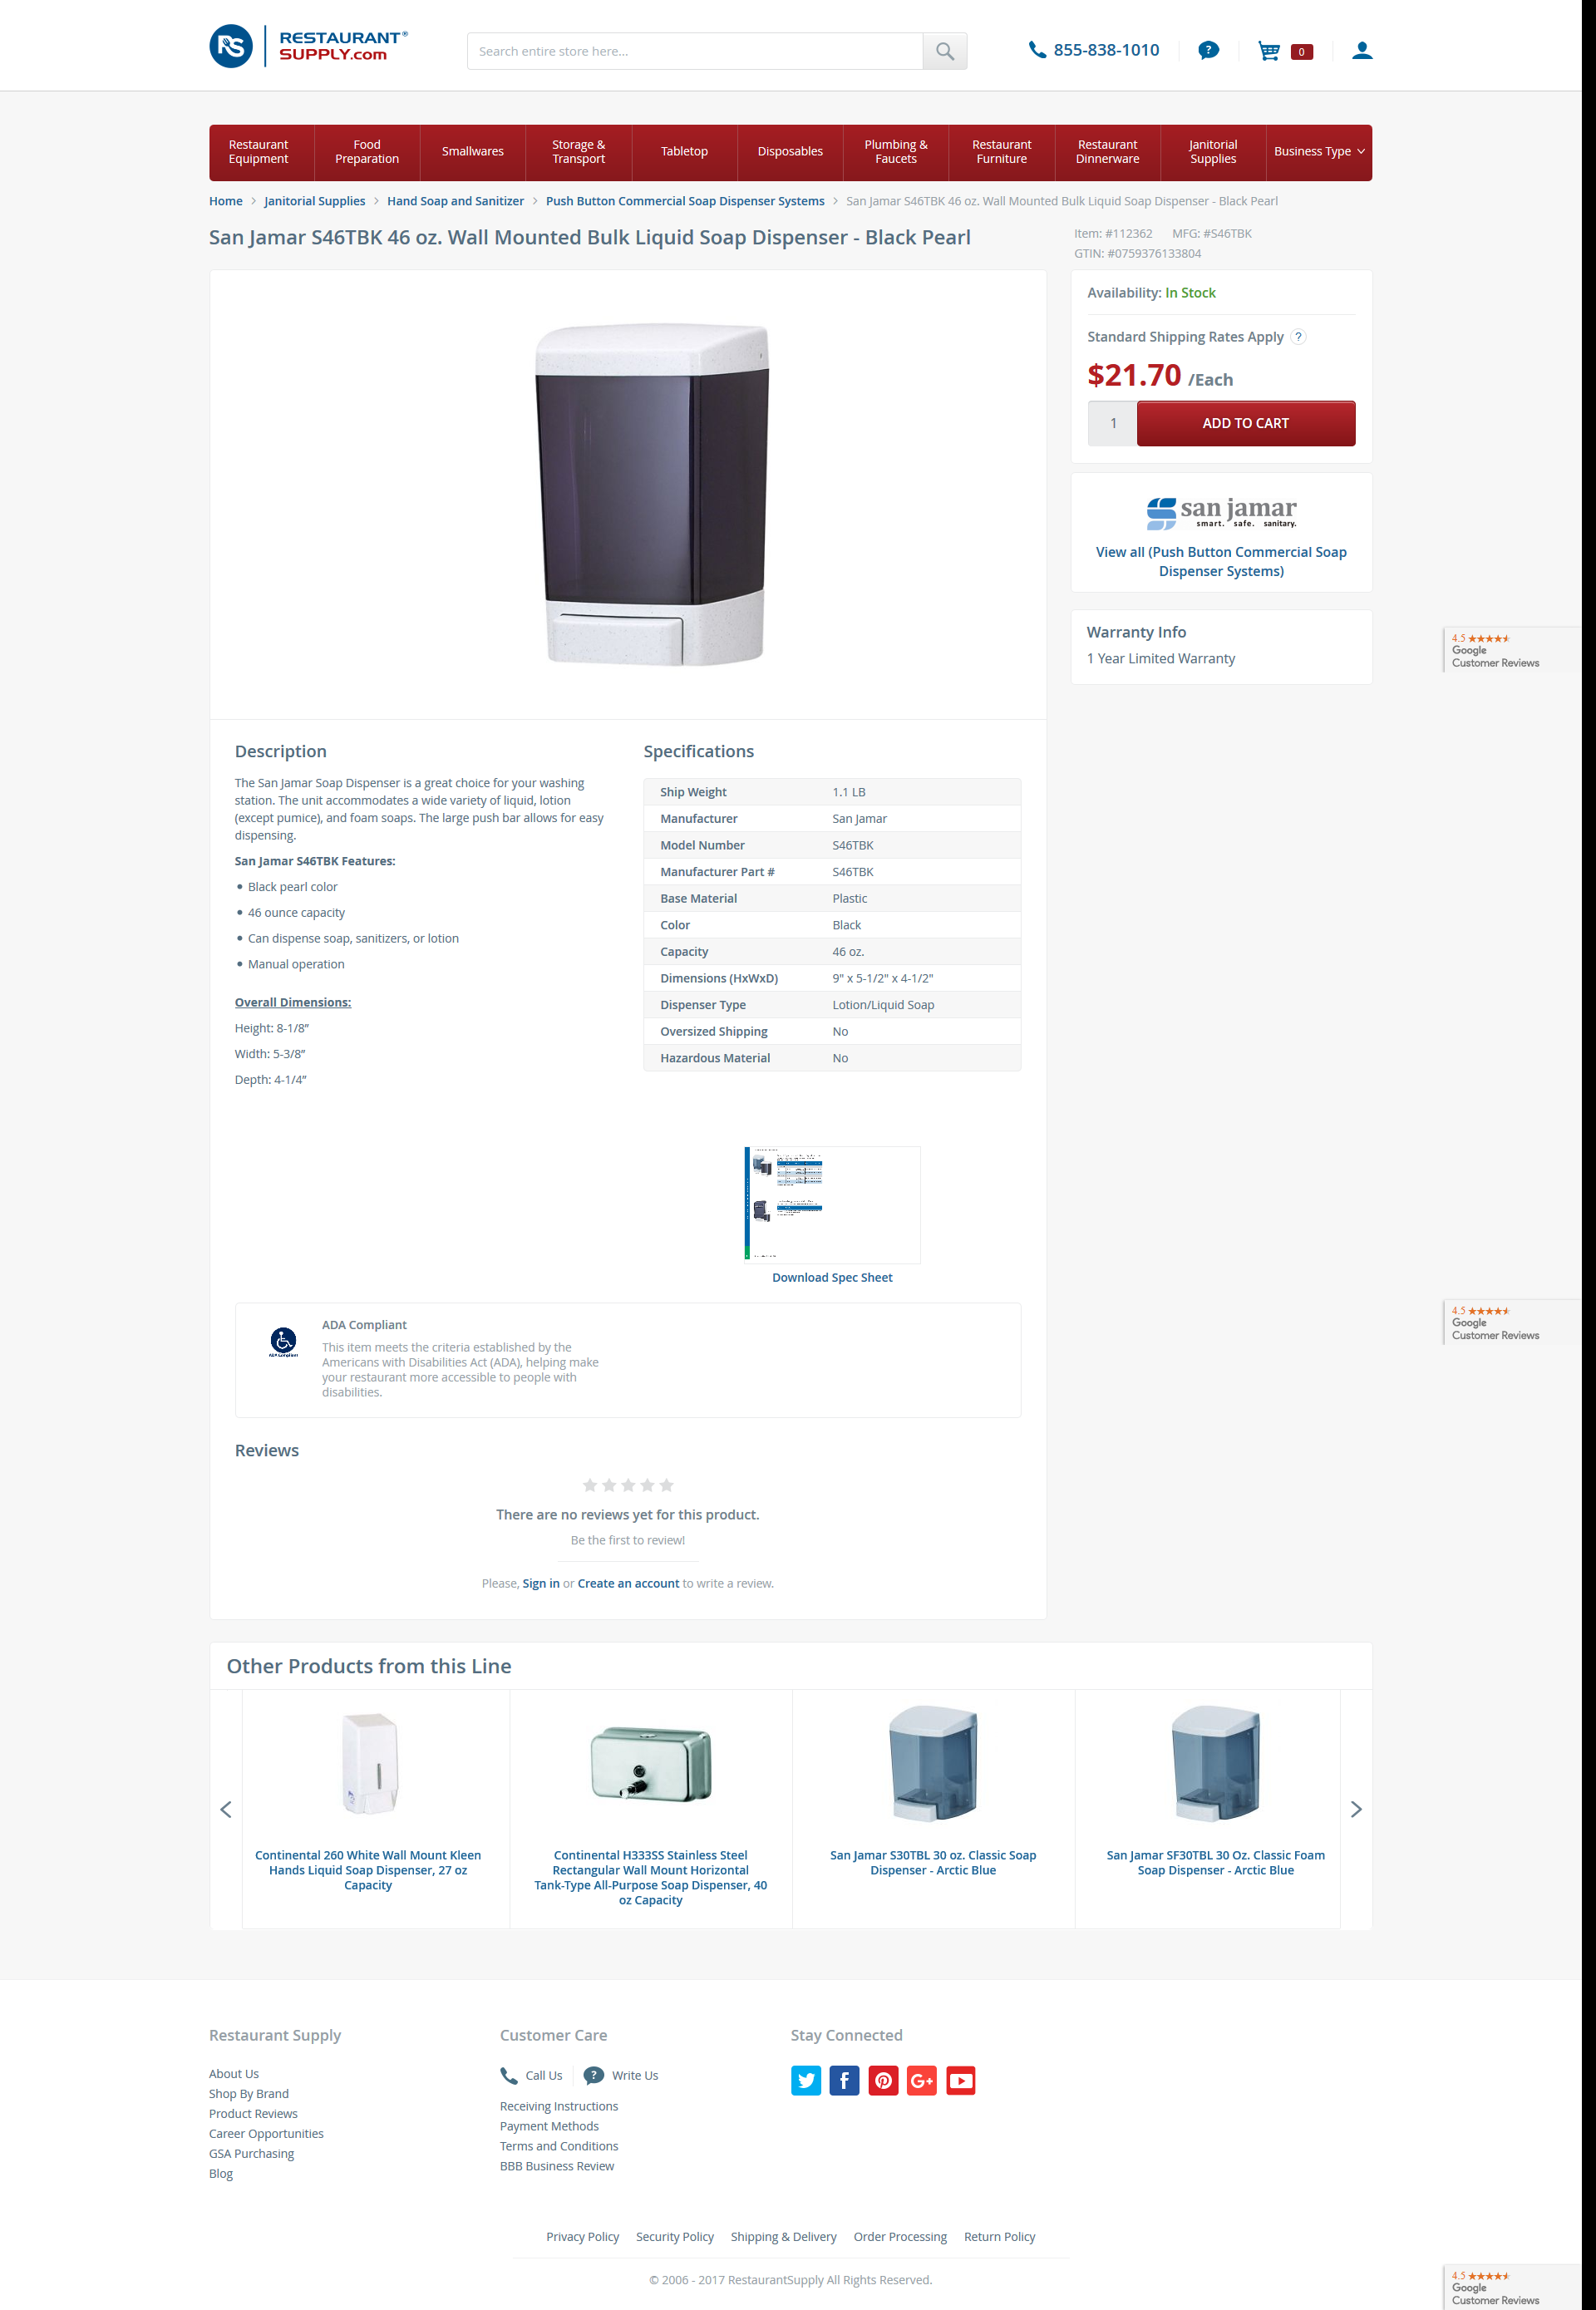 RS
RESTAURANT®
SUPPLY.com
Search entire store here...
855-838-1010
?
0
Restaurant
Equipment
Food
Preparation
Smallwares
Storage &
Transport
Tabletop
Disposables
Plumbing &
Faucets
Restaurant
Furniture
Restaurant
Dinnerware
Janitorial
Supplies
Business Type
Home > Janitorial Supplies > Hand Soap and Sanitizer > Push Button Commercial Soap Dispenser Systems > San Jamar S46TBK 46 oz. Wall Mounted Bulk Liquid Soap Dispenser - Black Pearl
San Jamar S46TBK 46 oz. Wall Mounted Bulk Liquid Soap Dispenser - Black Pearl
Item: #112362 MFG: #S46TBK
GTIN: #0759376133804
Availability: In Stock
Standard Shipping Rates Apply ?
$21.70 /Each
1 ADD TO CART
san jamar
smart. safe. sanitary.
View all (Push Button Commercial Soap
Dispenser Systems)
Warranty Info
1 Year Limited Warranty
4.5
Google
Customer Reviews
Description
The San Jamar Soap Dispenser is a great choice for your washing
station. The unit accommodates a wide variety of liquid, lotion
(except pumice), and foam soaps. The large push bar allows for easy
dispensing.
San Jamar S46TBK Features:
• Black pearl color
• 46 ounce capacity
• Can dispense soap, sanitizers, or lotion
• Manual operation
Overall Dimensions:
Height: 8-1/8”
Width: 5-3/8”
Depth: 4-1/4”
Specifications
Ship Weight 1.1 LB
Manufacturer San Jamar
Model Number S46TBK
Manufacturer Part # S46TBK
Base Material Plastic
Color Black
Capacity 46 oz.
Dimensions (HxWxD) 9" x 5-1/2" x 4-1/2"
Dispenser Type Lotion/Liquid Soap
Oversized Shipping No
Hazardous Material No
Download Spec Sheet
ADA Compliant
ADA Compliant
This item meets the criteria established by the
Americans with Disabilities Act (ADA), helping make
your restaurant more accessible to people with
disabilities.
4.5
Google
Customer Reviews
Reviews
There are no reviews yet for this product.
Be the first to review!
Please, Sign in or Create an account to write a review.
Other Products from this Line
Continental 260 White Wall Mount Kleen
Hands Liquid Soap Dispenser, 27 oz
Capacity
Continental H333SS Stainless Steel
Rectangular Wall Mount Horizontal
Tank-Type All-Purpose Soap Dispenser, 40
oz Capacity
San Jamar S30TBL 30 oz. Classic Soap
Dispenser - Arctic Blue
San Jamar SF30TBL 30 Oz. Classic Foam
Soap Dispenser - Arctic Blue
Restaurant Supply
About Us
Shop By Brand
Product Reviews
Career Opportunities
GSA Purchasing
Blog
Customer Care
Call Us ? Write Us
Receiving Instructions
Payment Methods
Terms and Conditions
BBB Business Review
Stay Connected
f G+
Privacy Policy Security Policy Shipping & Delivery Order Processing Return Policy
© 2006 - 2017 RestaurantSupply All Rights Reserved.
4.5
Google
Customer Reviews